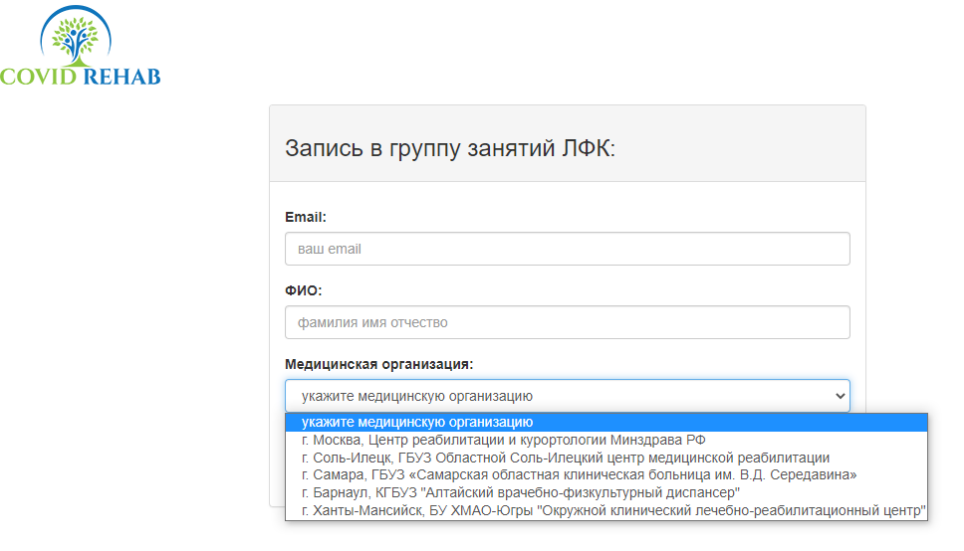 COVID REHAB
Запись в группу занятий ЛФК:
Email:
ваш email
ФИО:
фамилия имя отчество
Медицинская организация:
укажите медицинскую организацию
укажите медицинскую организацию
г. Москва, Центр реабилитации и курортологии Минздрава РФ
г. Соль-Илецк, ГБУЗ Областной Соль-Илецкий центр медицинской реабилитации
г. Самара, ГБУЗ «Самарская областная клиническая больница им. В.Д. Середавина»
г. Барнаул, КГБУЗ "Алтайский врачебно-физкультурный диспансер"
г. Ханты-Мансийск, БУ ХМАО-Югры "Окружной клинический лечебно-реабилитационный центр"